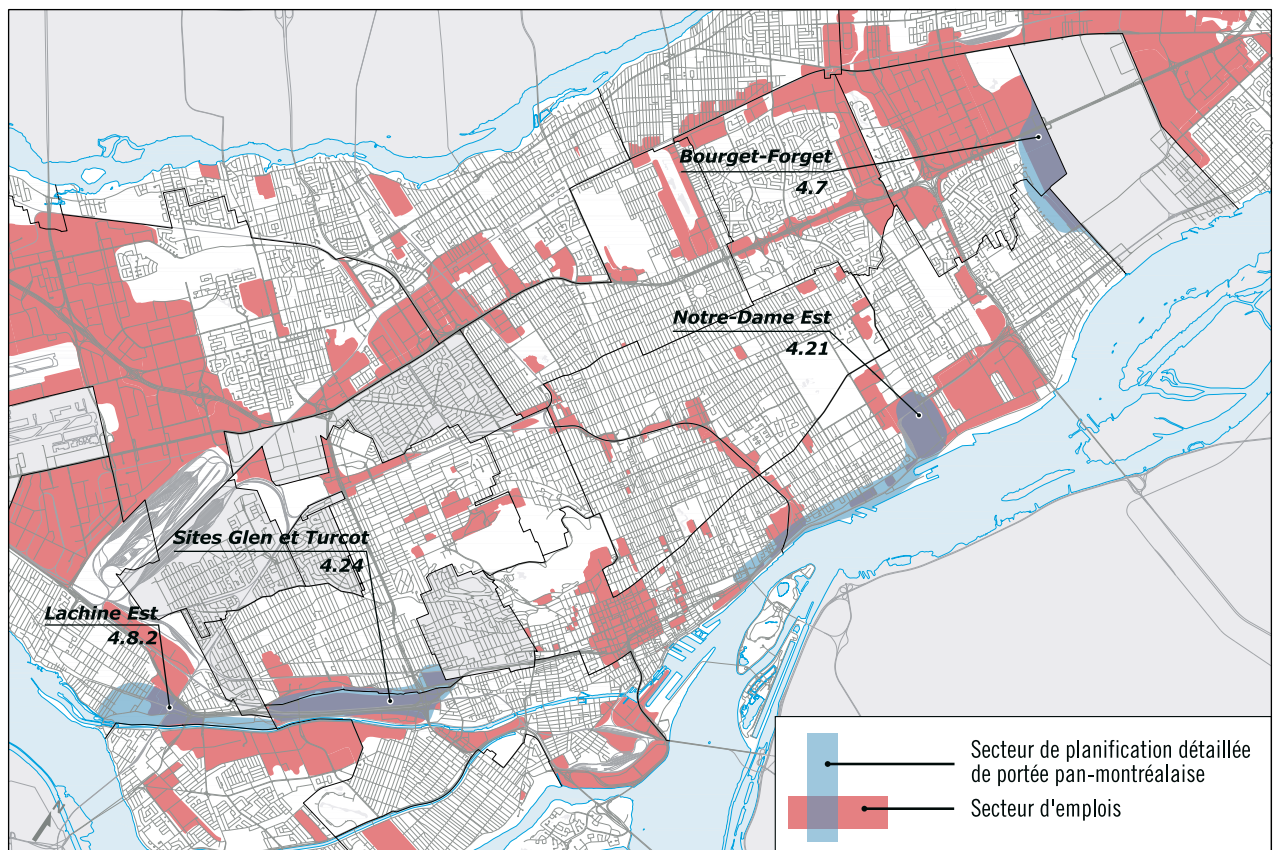 Bourget-Forget
4.7
Notre-Dame Est
4.21
Sites Glen et Turcot
4.24
Lachine Est
4.8.2
N
Secteur de planification détaillée
de portée pan-montréalaise
Secteur d'emplois